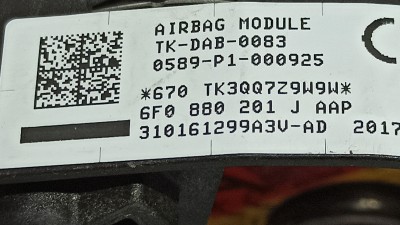 AIRBAG MODULE
TK-DAB-0083
0589-P1-000925
*670 TK3QQ7Z9W9W*
6F0 880 201 J AAP
310161299A3V-AD 2017